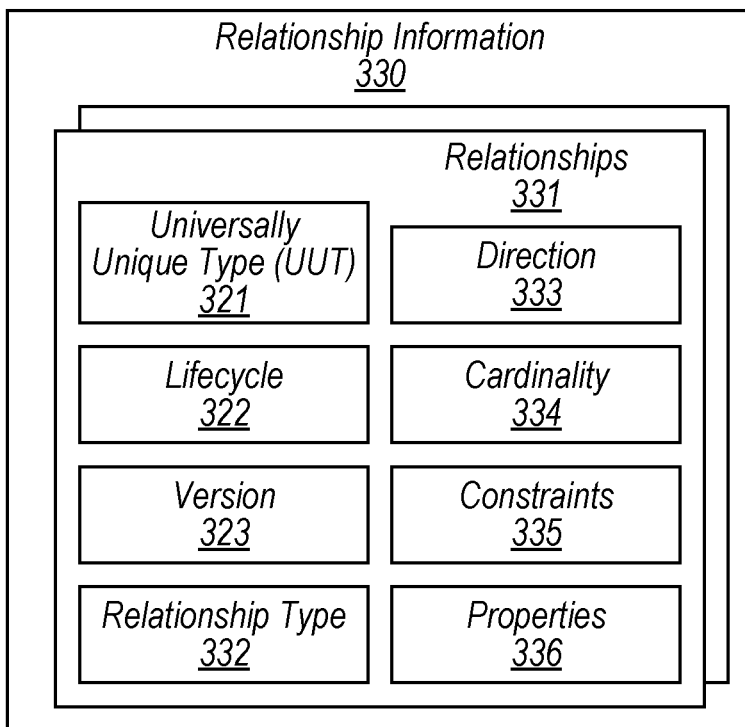 Relationship Information
330
Relationships
331
Universally
Unique Type (UUT)
321
Direction
333
Lifecycle
322
Cardinality
334
Version
323
Constraints
335
Relationship Type
332
Properties
336